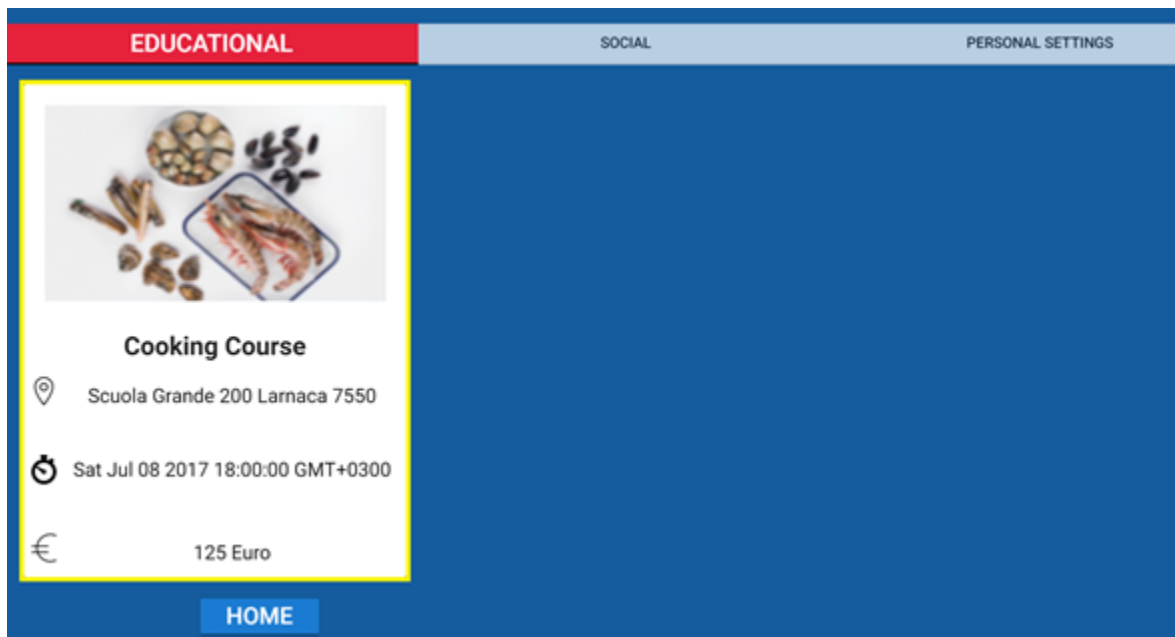 EDUCATIONAL
SOCIAL
PERSONAL SETTINGS
Cooking Course
Scuola Grande 200 Larnaca 7550
Sat Jul 08 2017 18:00:00 GMT+0300
€
125 Euro
HOME